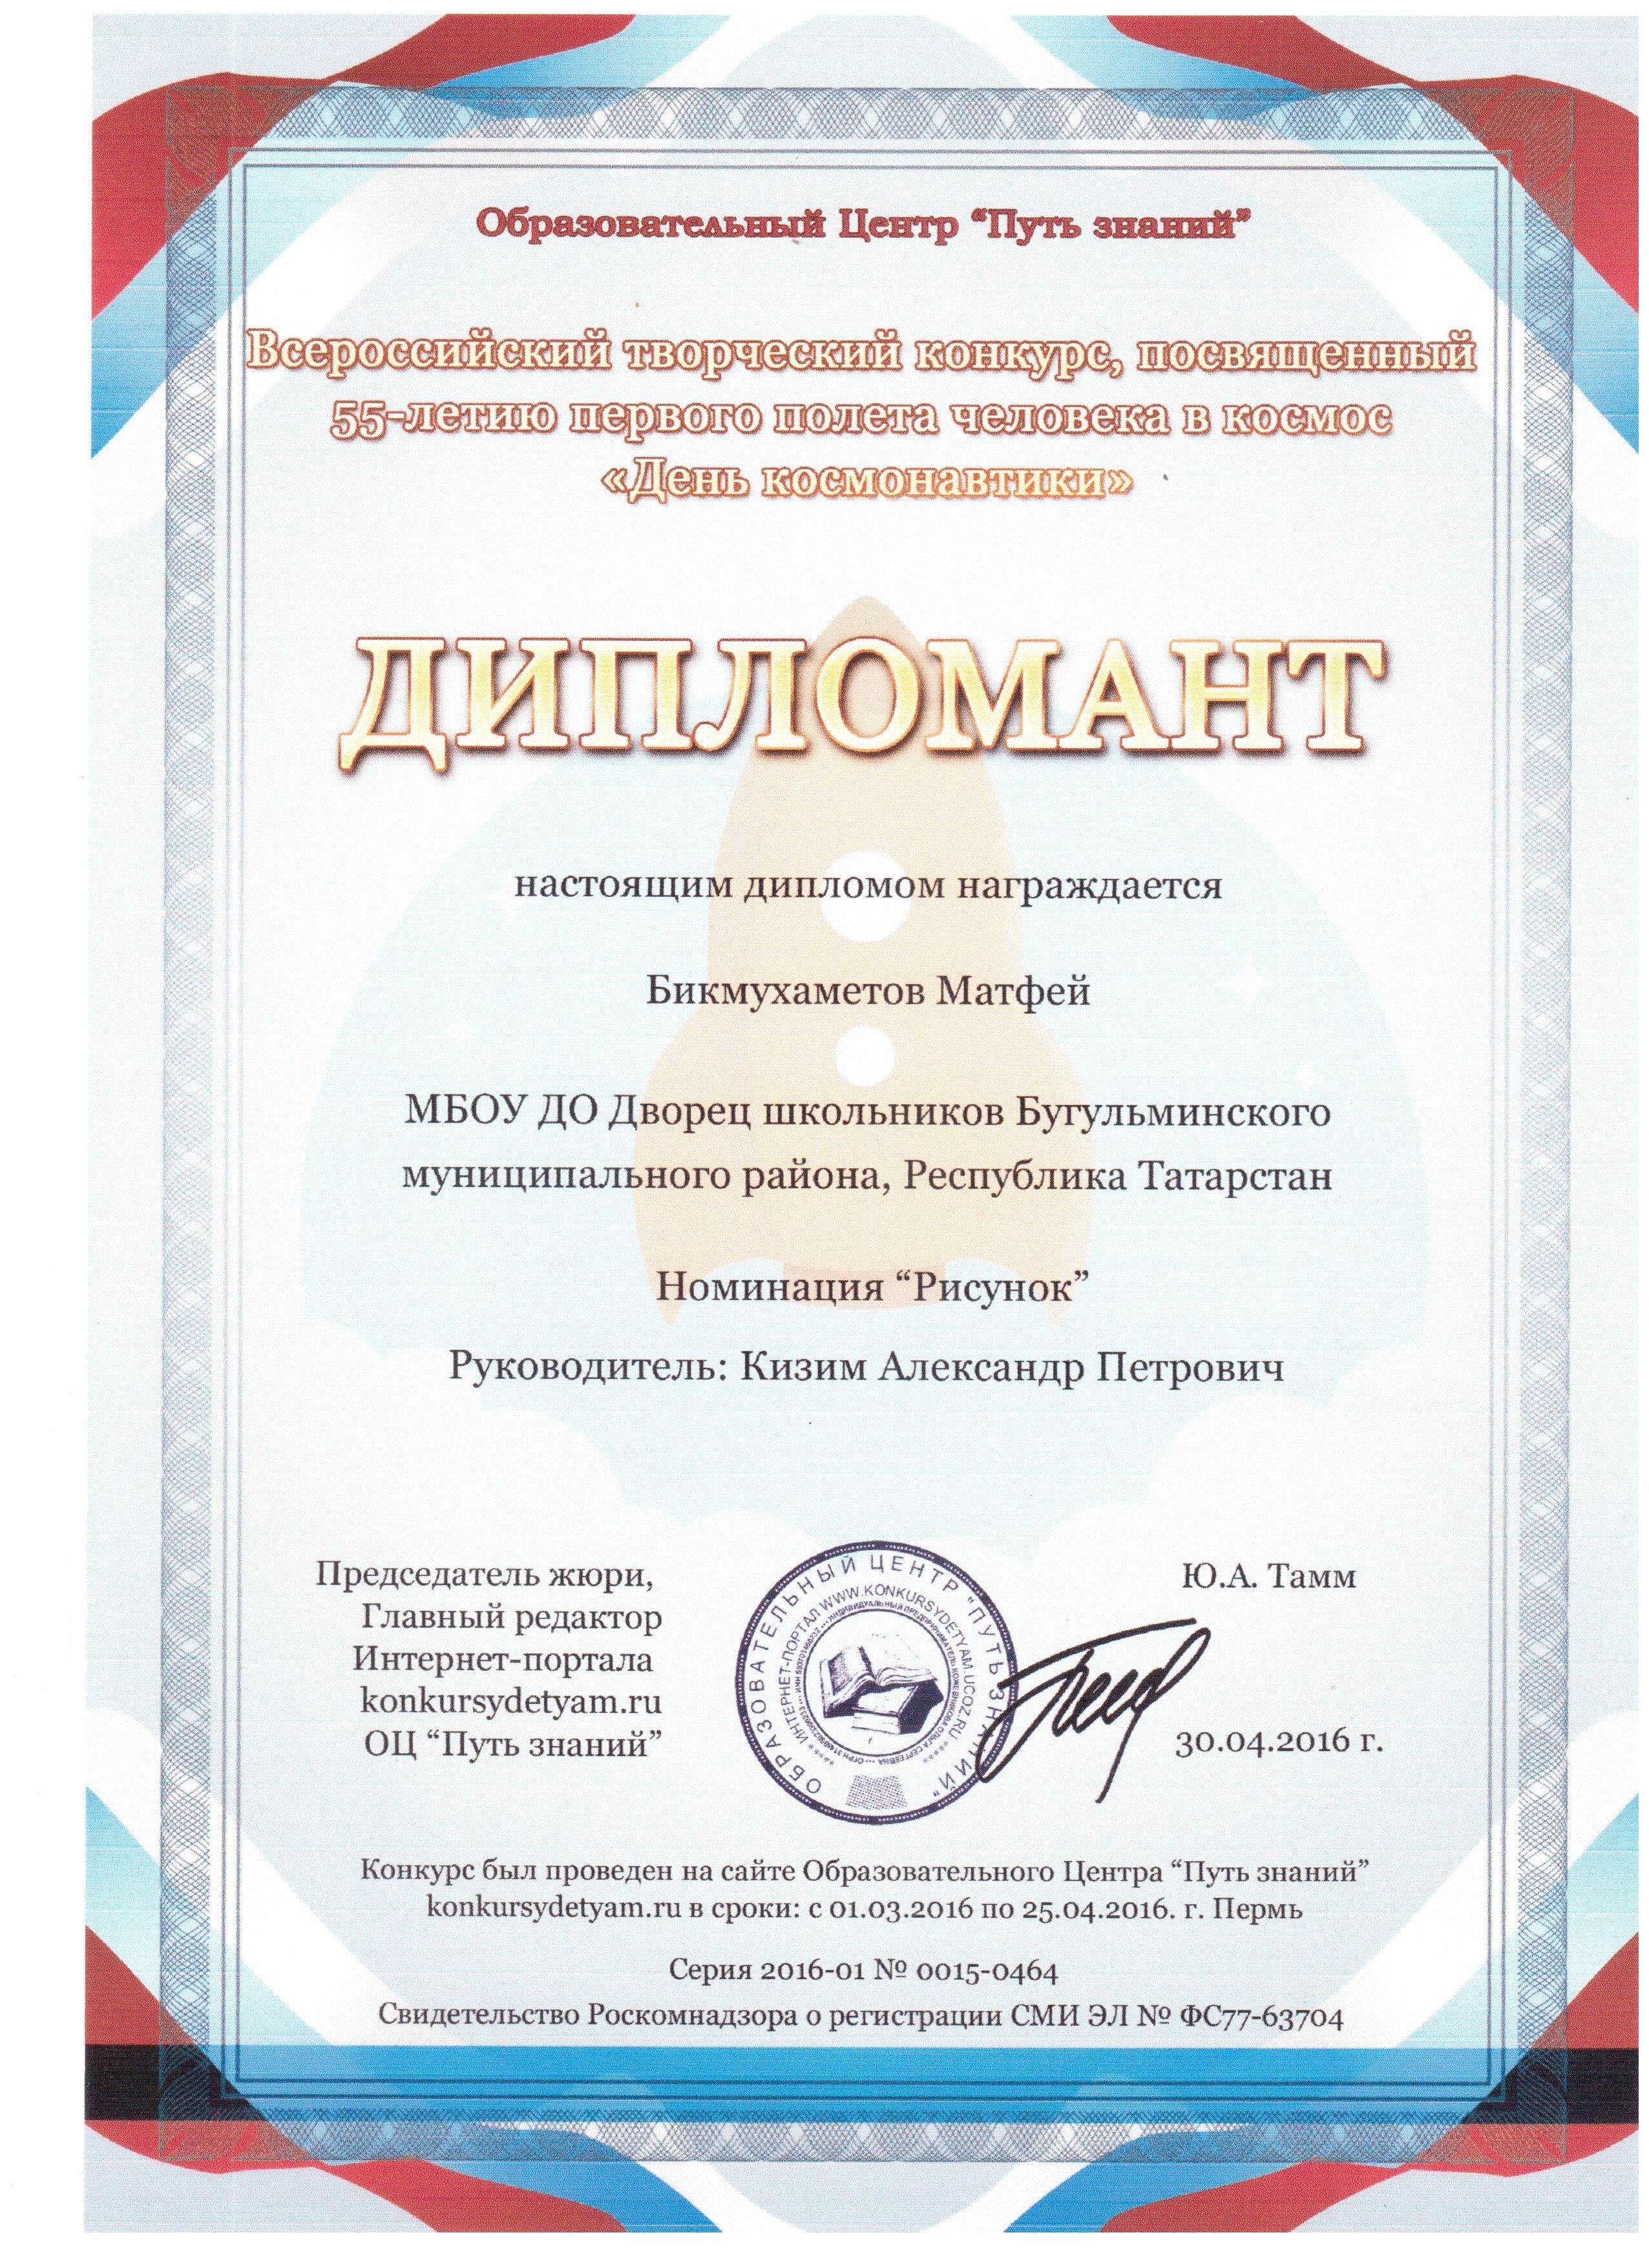 Образовательный Центр “Путь знаний”
Всероссийский творческий конкурс, посвященный
55-летию первого полета человека в космос
«День космонавтики»
ДИПЛОМАНТ
настоящим дипломом награждается
Бикмухаметов Матфей
МБОУ ДО Дворец школьников Бугульминского
муниципального района, Республика Татарстан
Номинация “Рисунок”
Руководитель: Кизим Александр Петрович
Председатель жюри,
Главный редактор
Интернет-портала
konkursydetyam.ru
ОЦ “Путь знаний”
ОБРАЗОВАТЕЛЬНЫЙ ЦЕНТР "ПУТЬ ЗНАНИЙ"
ИНТЕРНЕТ-ПОРТАЛ WWW.KONKURSYDETYAM.UCOZ.RU
ИНДИВИДУАЛЬНЫЙ ПРЕДПРИНИМАТЕЛЬ КОЖЕВНИКОВА ОЛЬГА СЕРГЕЕВНА
Ю.А. Тамм
30.04.2016 г.
Конкурс был проведен на сайте Образовательного Центра “Путь знаний”
konkursydetyam.ru в сроки: с 01.03.2016 по 25.04.2016. г. Пермь
Серия 2016-01 № 0015-0464
Свидетельство Роскомнадзора о регистрации СМИ ЭЛ № ФС77-63704